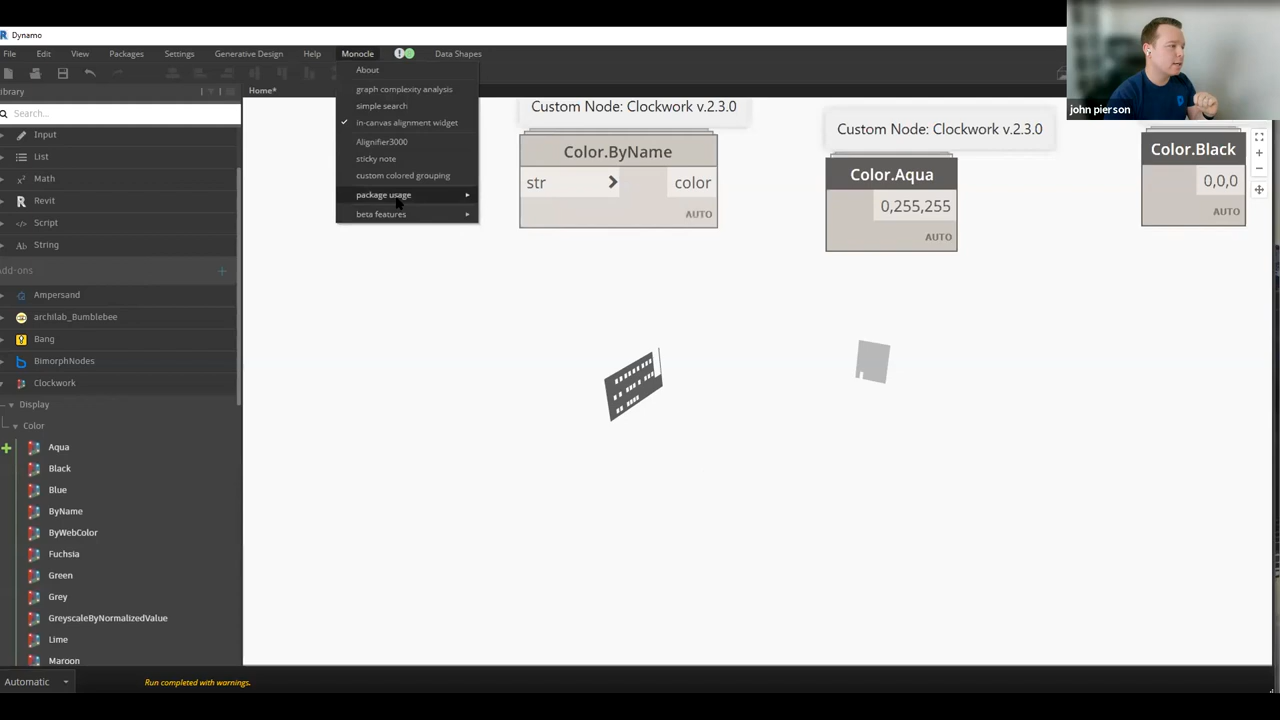 Dynamo
File Edit View Packages Settings Generative Design Help Monocle Data Shapes
ibrary
Home*
Search...
Input
List
Math
Revit
Script
Ab String
Add-ons
Ampersand
archilab_Bumblebee
Bang
BimorphNodes
Clockwork
Display
Color
Aqua
Black
Blue
ByName
ByWebColor
Fuchsia
Green
Grey
GreyscaleByNormalizedValue
Lime
Maroon
About
graph complexity analysis
simple search
in-canvas alignment widget
Alignifier3000
sticky note
custom colored grouping
package usage
beta features
Custom Node: Clockwork v.2.3.0
Color.ByName
str > color
AUTO
Custom Node: Clockwork v.2.3.0
Color.Aqua
0,255,255
AUTO
Color.Black
0,0,0
AUTO
john pierson
Automatic
Run completed with warnings.